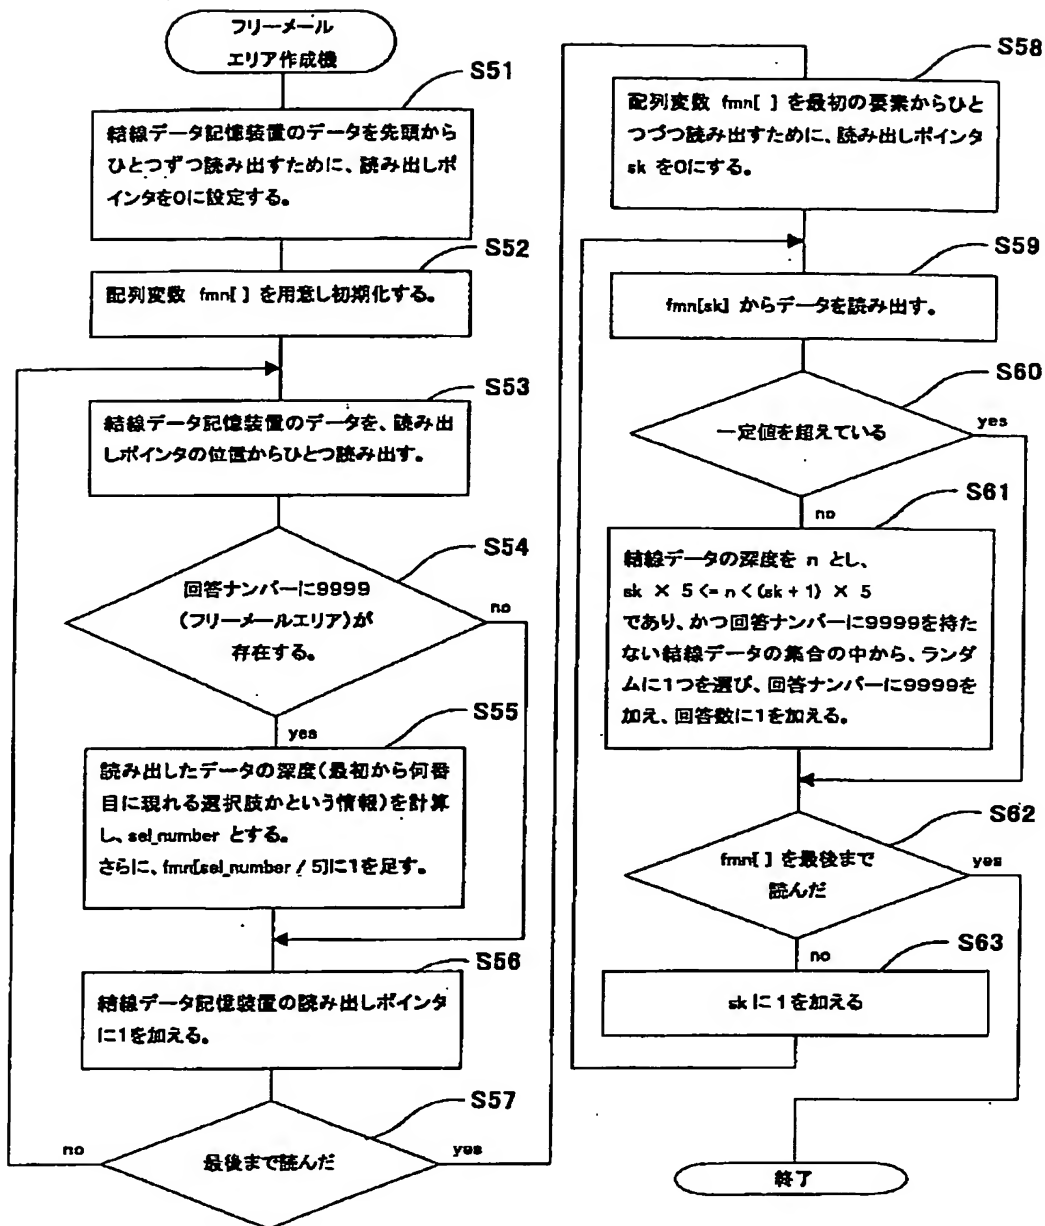 フリーメール
エリア作成機
S51
結線データ記憶装置のデータを先頭から
ひとつずつ読み出すために、読み出しポ
インタを0に設定する。
S52
配列変数 fmn[ ] を用意し初期化する。
S53
結線データ記憶装置のデータを、読み出
しポインタの位置からひとつ読み出す。
S54
回答ナンバーに9999
(フリーメールエリア)が
存在する。
no
yes
S55
読み出したデータの深度(最初から何番
目に現れる選択肢かという情報)を計算
し、sel_number とする。
さらに、fmn[sel_number / 5]に1を足す。
S56
結線データ記憶装置の読み出しポインタ
に1を加える。
S57
no
最後まで読んだ
yes
S58
配列変数 fmn[ ] を最初の要素からひと
つづつ読み出すために、読み出しポインタ
sk を0にする。
S59
fmn[sk] からデータを読み出す。
S60
一定値を超えている
yes
no
S61
結線データの深度を n とし、
sk × 5 <= n < (sk + 1) × 5
であり、かつ回答ナンバーに9999を持た
ない結線データの集合の中から、ランダ
ムに1つを選び、回答ナンバーに9999を
加え、回答数に1を加える。
S62
fmn[ ] を最後まで
読んだ
yes
no
S63
sk に 1 を加える
終了